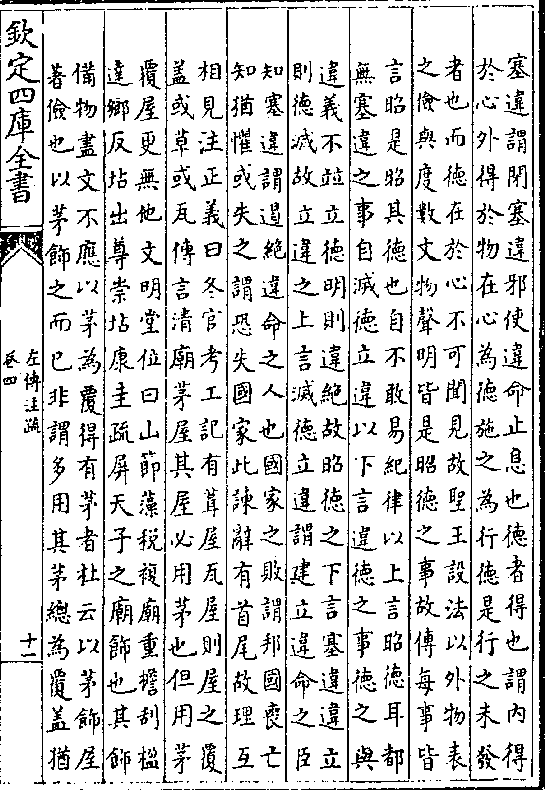 塞違謂閉塞違邪使違命止息也德者得也謂内得
於心外得於物在心為德施之為行德是行之未發
者也而德在於心不可聞見故聖王設法以外物表
之儉與度數文物聲明皆是昭德之事故傳每事皆
言昭是昭其德也自不敢易紀律以上言昭德耳都
無塞違之事自滅德立違以下言違德之事德之與
違義不竝立德明則違絶故昭德之下言塞違違立
則德滅故立違之上言滅德立違謂建立違命之臣
知塞違謂遏絶違命之人也國家之敗謂邦國喪亡
知猶懼或失之謂恐失國家此諫辭有首尾故理互
相見注正義曰冬官考工記有葺屋瓦屋則屋之覆
盖或草或瓦傳言清廟茅屋其屋必用茅也但用茅
覆屋更無他文明堂位曰山節藻梲複廟重檐刮楹
達鄉反坫出尊崇坫康圭疏屏天子之廟飾也其飾
備物盡文不應以茅為覆得有茅者杜云以茅飾屋
著儉也以茅飾之而已非謂多用其茅總為覆盖猶
欽定四庫全書
左傳注疏
卷四
十一